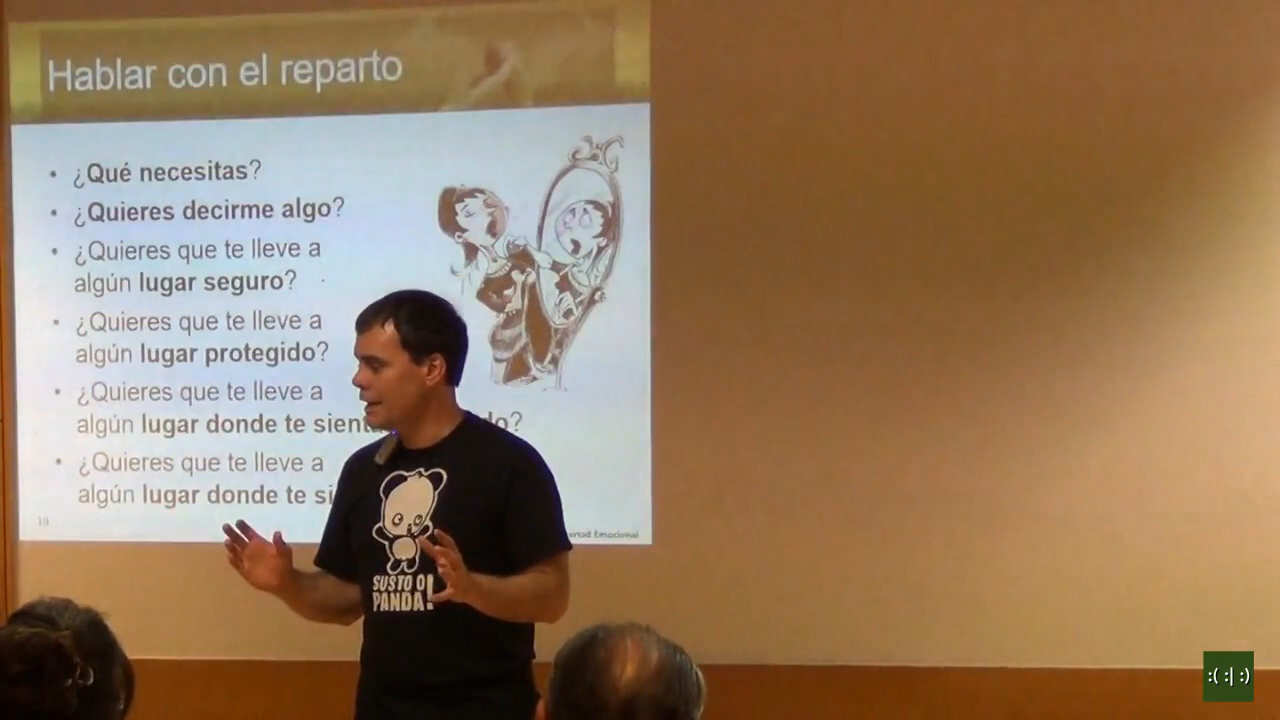 Hablar con el reparto
• ¿Qué necesitas?
• ¿Quieres decirme algo?
• ¿Quieres que te lleve a
algún lugar seguro?
• ¿Quieres que te lleve a
algún lugar protegido?
• ¿Quieres que te lleve a
algún lugar donde te
• ¿Quieres que te lleve a
algún lugar donde te
19
Emocional
SUSTO O
PANDA!
:( :| :)